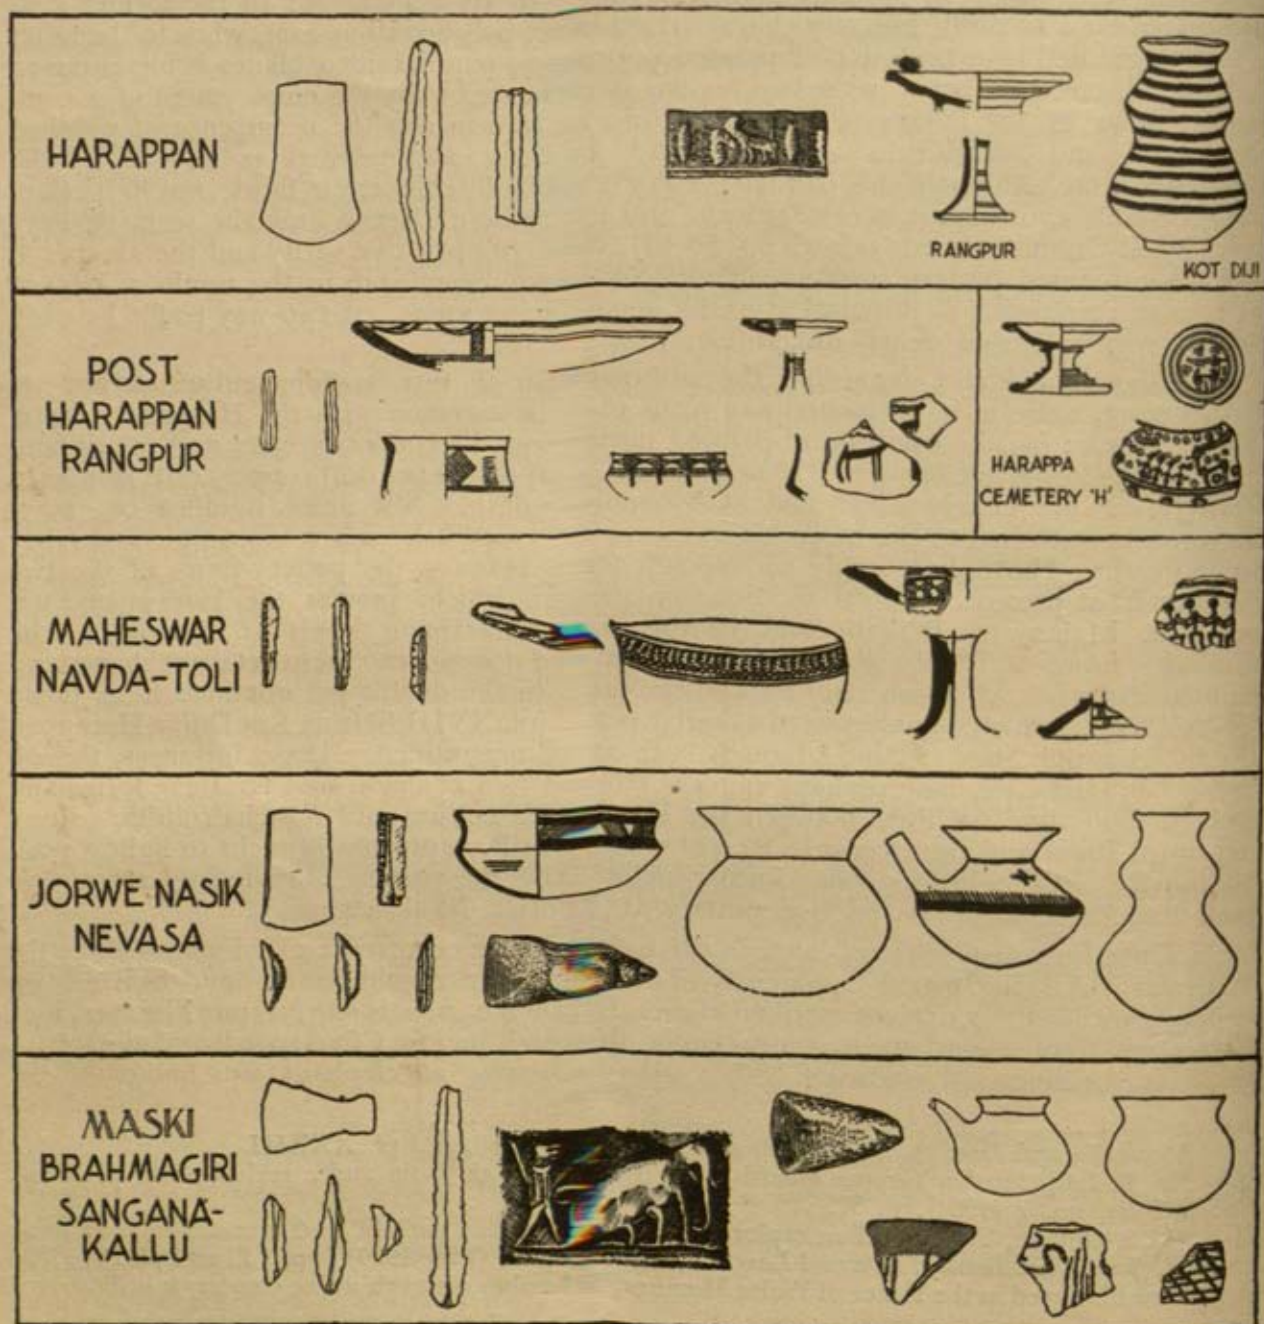 HARAPPAN
RANGPUR
KOT DIJI
POST
HARAPPAN
RANGPUR
HARAPPA
CEMETERY 'H'
MAHESWAR
NAVDA-TOLI
JORWE NASIK
NEVASA
MASKI
BRAHMAGIRI
SANGANA-
KALLU